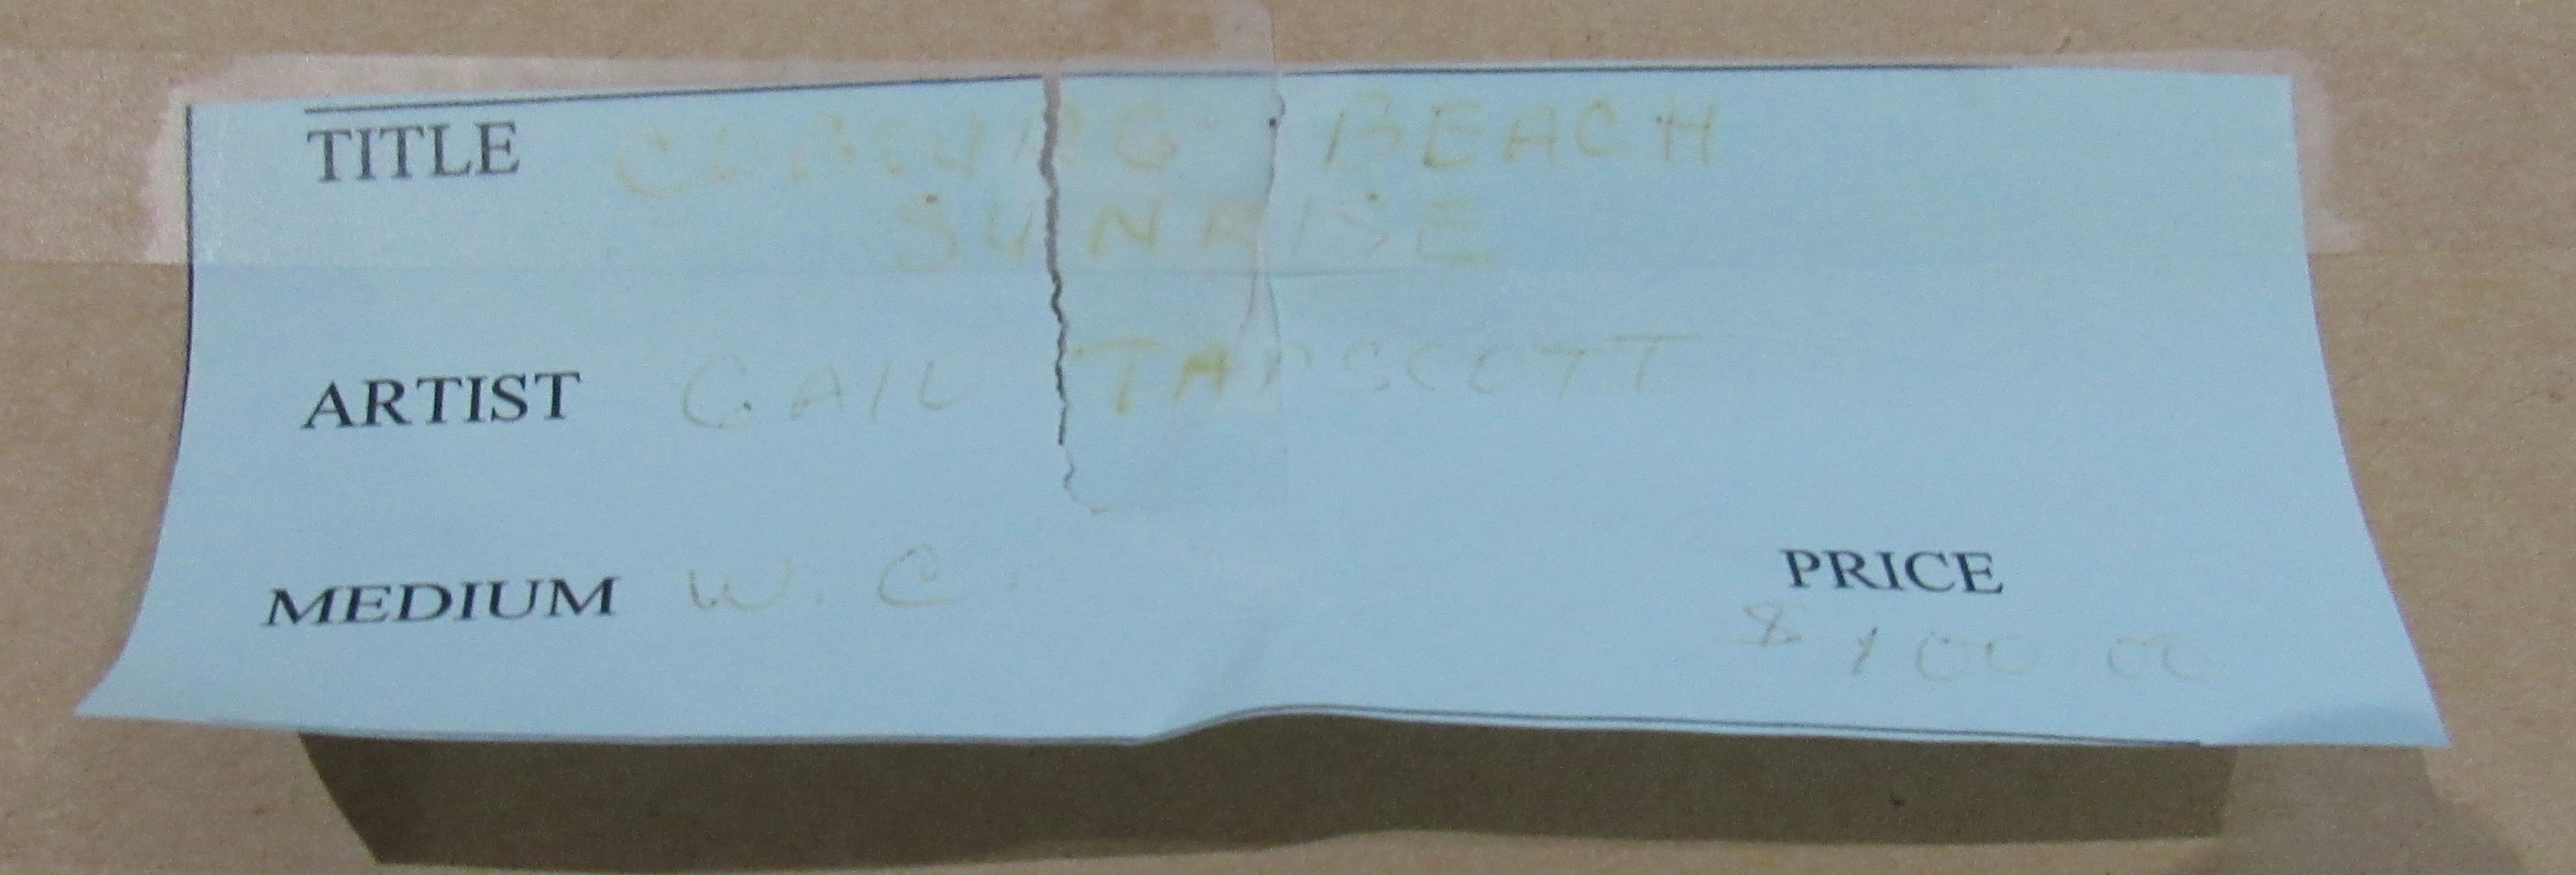 TITLE COBOURG BEACH
SUNRISE
ARTIST GAIL TAPSCOTT
MEDIUM W. C.
PRICE
$100.00